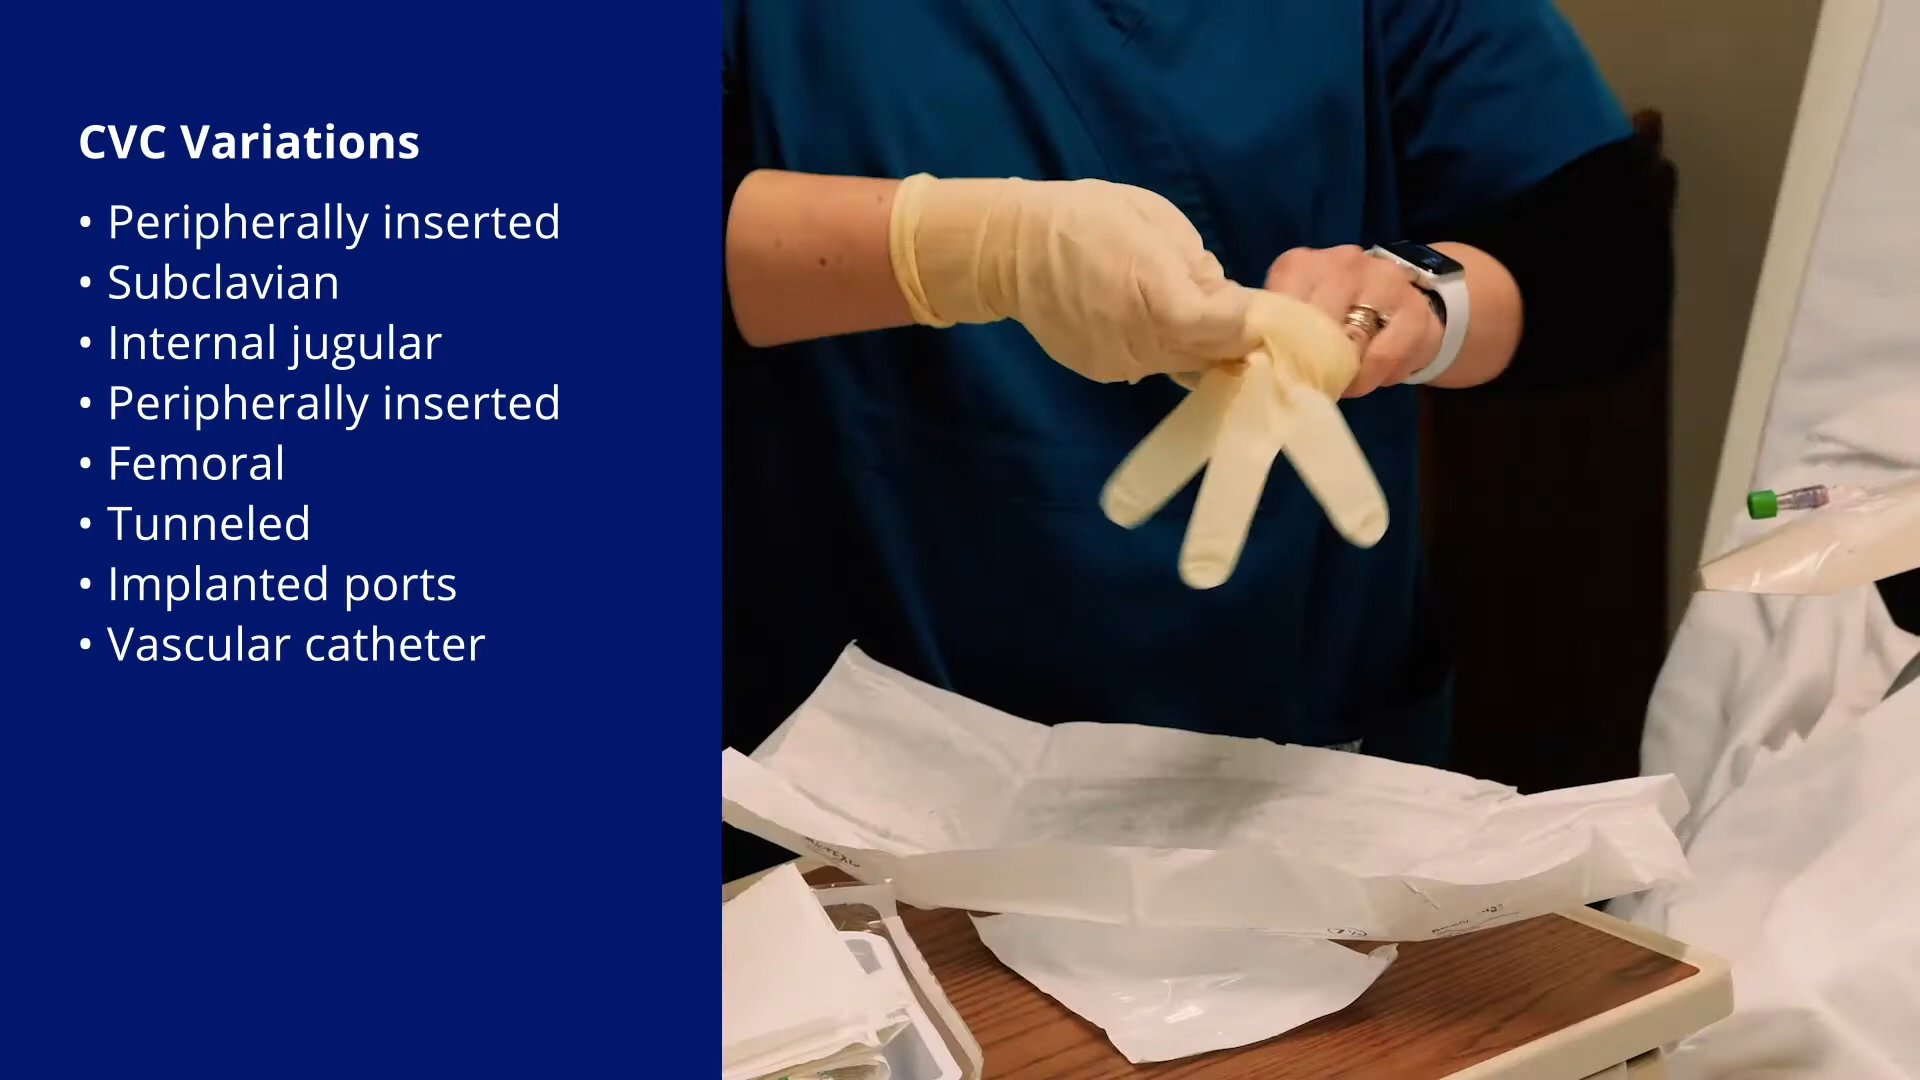 CVC Variations
• Peripherally inserted
• Subclavian
• Internal jugular
• Peripherally inserted
• Femoral
• Tunneled
• Implanted ports
• Vascular catheter